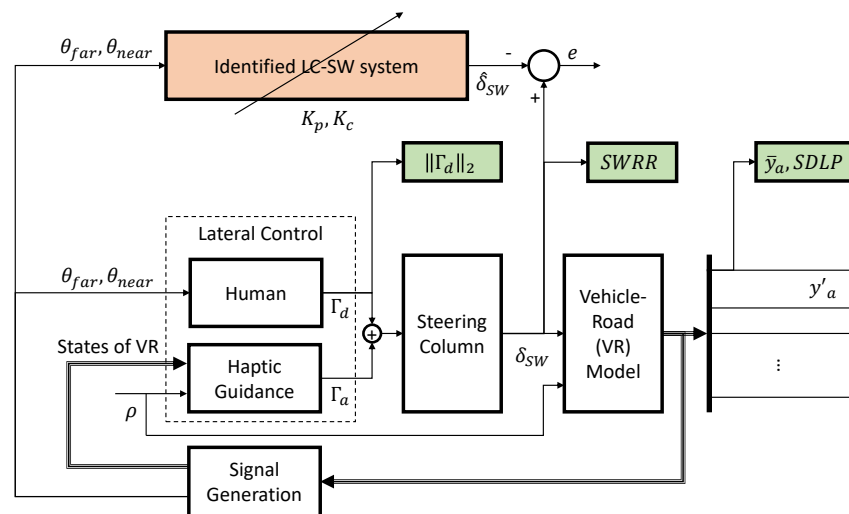 θ_far, θ_near
Identified LC-SW system
-
e
δ̂_SW
+
K_p, K_c
‖Γ_d‖₂
SWRR
ȳ_a, SDLP
Lateral Control
θ_far, θ_near
Human
Γ_d
+
Steering
Column
Vehicle-
Road
(VR)
Model
y'_a
States of VR
Haptic
Guidance
Γ_a
δ_SW
⋮
ρ
Signal
Generation